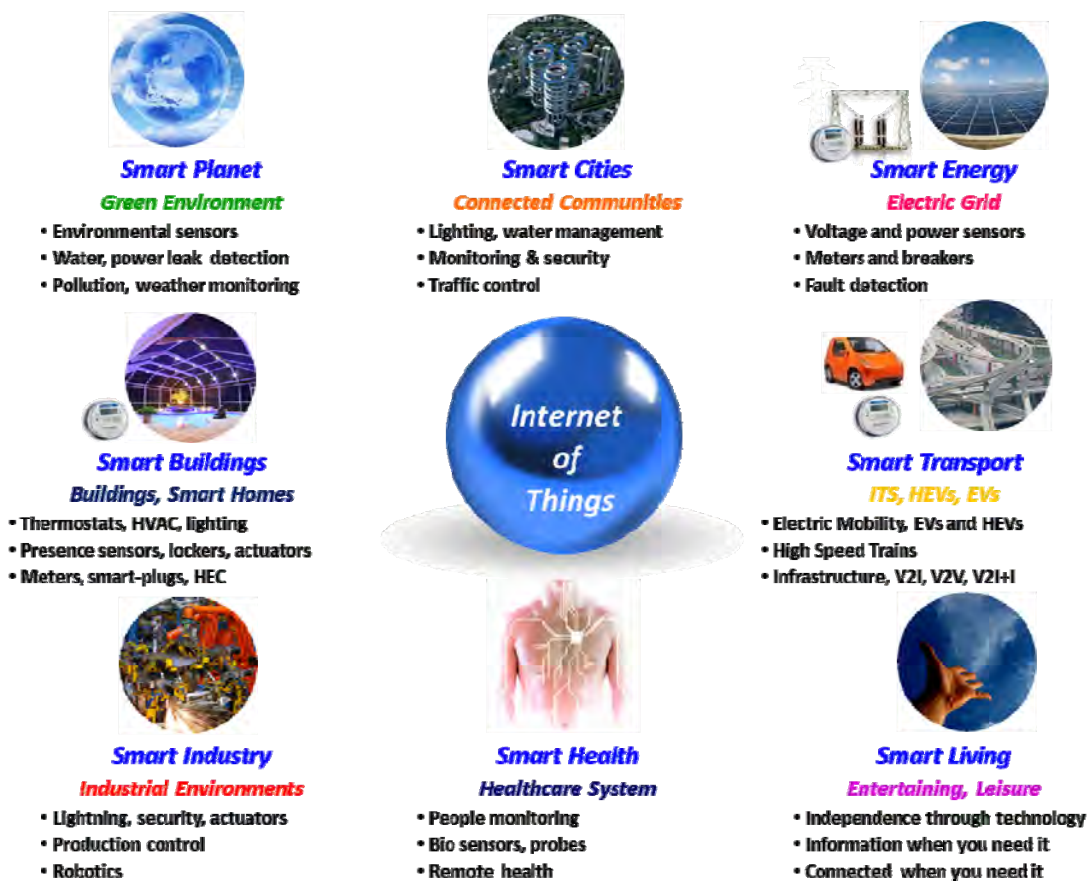 Smart Planet
Green Environment
• Environmental sensors
• Water, power leak detection
• Pollution, weather monitoring
Smart Cities
Connected Communities
• Lighting, water management
• Monitoring & security
• Traffic control
Smart Energy
Electric Grid
• Voltage and power sensors
• Meters and breakers
• Fault detection
Smart Buildings
Buildings, Smart Homes
• Thermostats, HVAC, lighting
• Presence sensors, lockers, actuators
• Meters, smart-plugs, HEC
Internet
of
Things
Smart Transport
ITS, HEVs, EVs
• Electric Mobility, EVs and HEVs
• High Speed Trains
• Infrastructure, V2I, V2V, V2I+I
Smart Industry
Industrial Environments
• Lightning, security, actuators
• Production control
• Robotics
Smart Health
Healthcare System
• People monitoring
• Bio sensors, probes
• Remote health
Smart Living
Entertaining, Leisure
• Independence through technology
• Information when you need it
• Connected when you need it